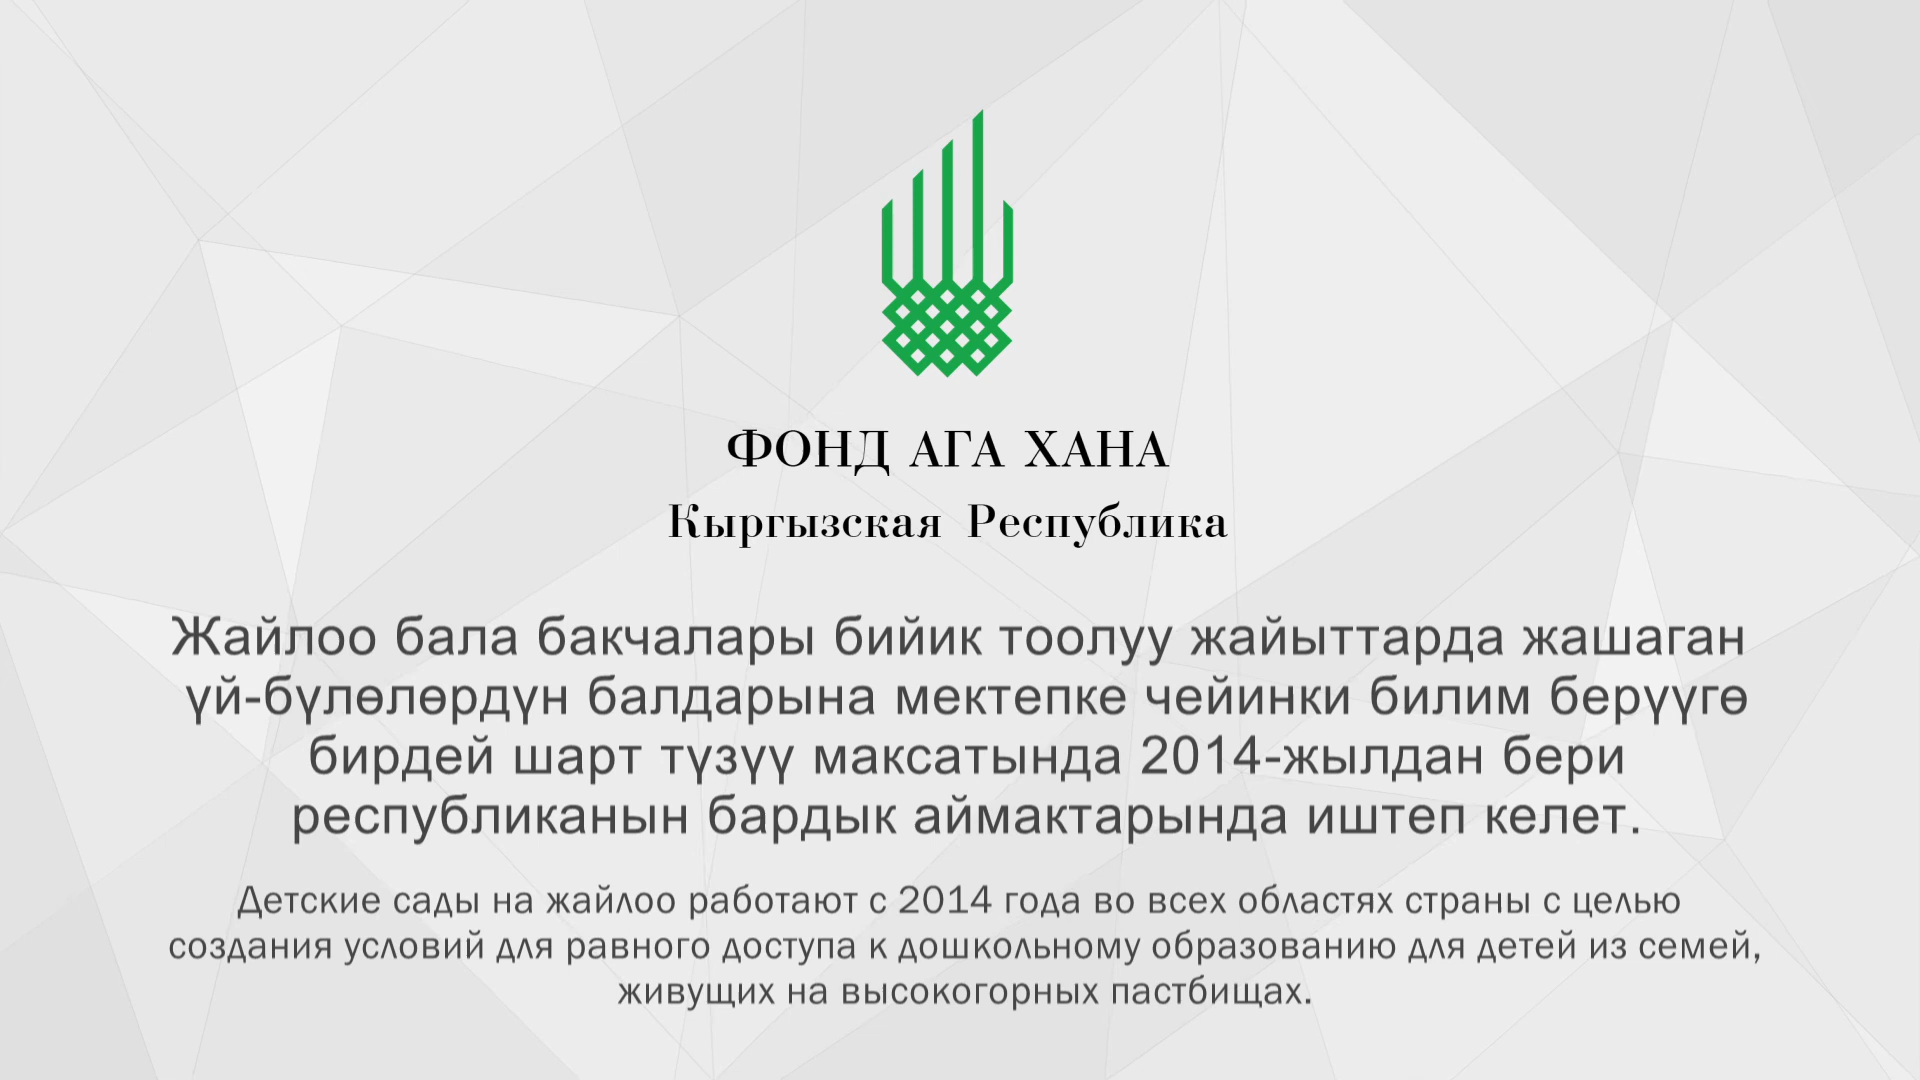 ФОНД АГА ХАНА
Кыргызская Республика
Жайлоо бала бакчалары бийик тоолуу жайыттарда жашаган
үй-бүлөлөрдүн балдарына мектепке чейинки билим берүүгө
бирдей шарт түзүү максатында 2014-жылдан бери
республиканын бардык аймактарында иштеп келет.
Детские сады на жайлоо работают с 2014 года во всех областях страны с целью
создания условий для равного доступа к дошкольному образованию для детей из семей,
живущих на высокогорных пастбищах.